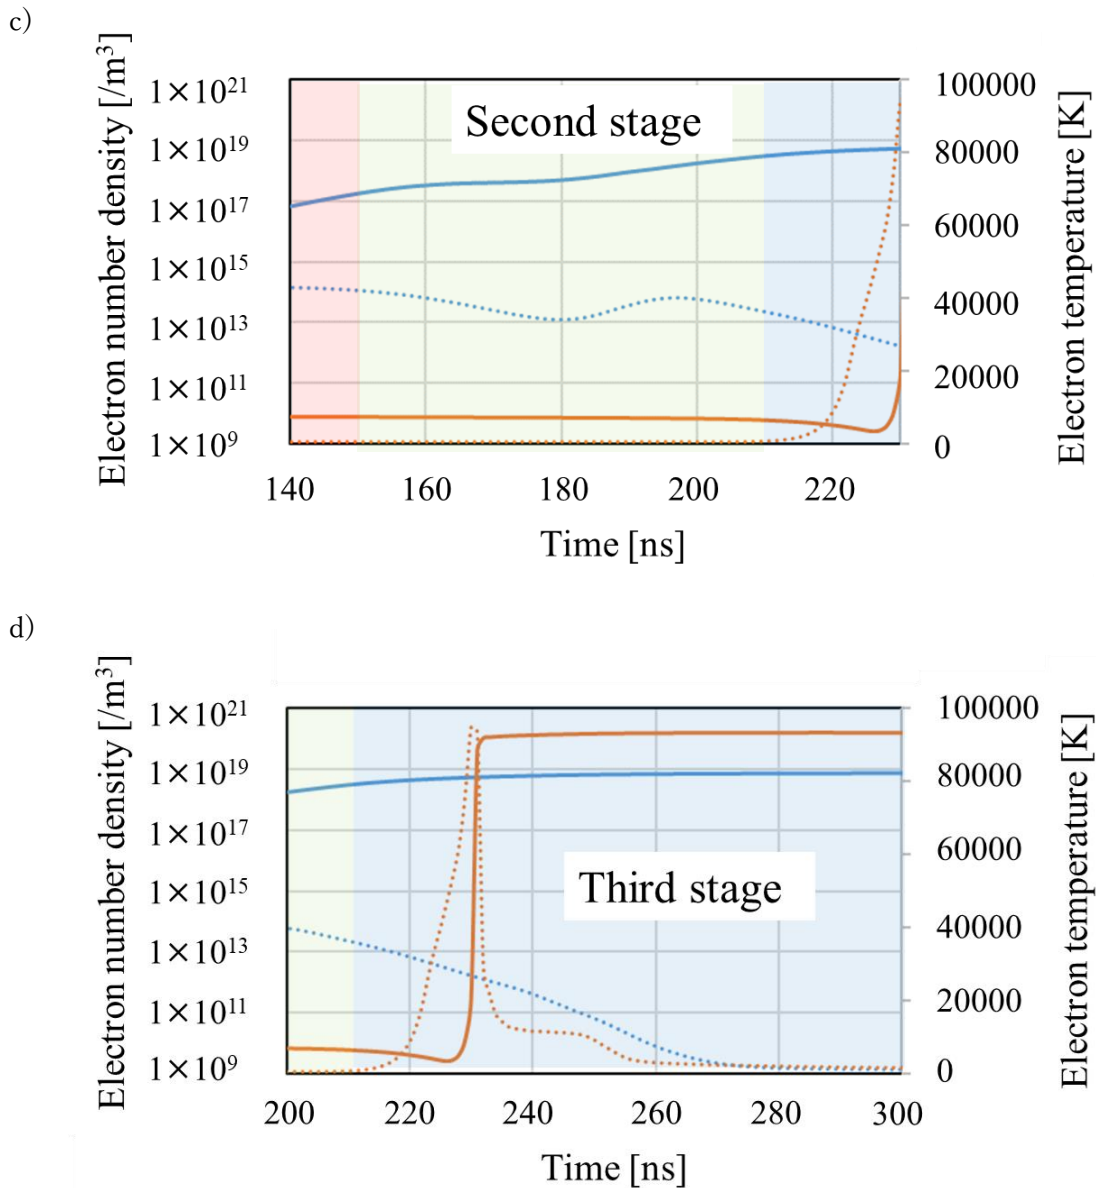 c)
Electron number density [/m³]
1×10²¹
1×10¹⁹
1×10¹⁷
1×10¹⁵
1×10¹³
1×10¹¹
1×10⁹
Second stage
100000
80000
60000
40000
20000
0
Electron temperature [K]
140 160 180 200 220
Time [ns]
d)
Electron number density [/m³]
1×10²¹
1×10¹⁹
1×10¹⁷
1×10¹⁵
1×10¹³
1×10¹¹
1×10⁹
Third stage
100000
80000
60000
40000
20000
0
Electron temperature [K]
200 220 240 260 280 300
Time [ns]